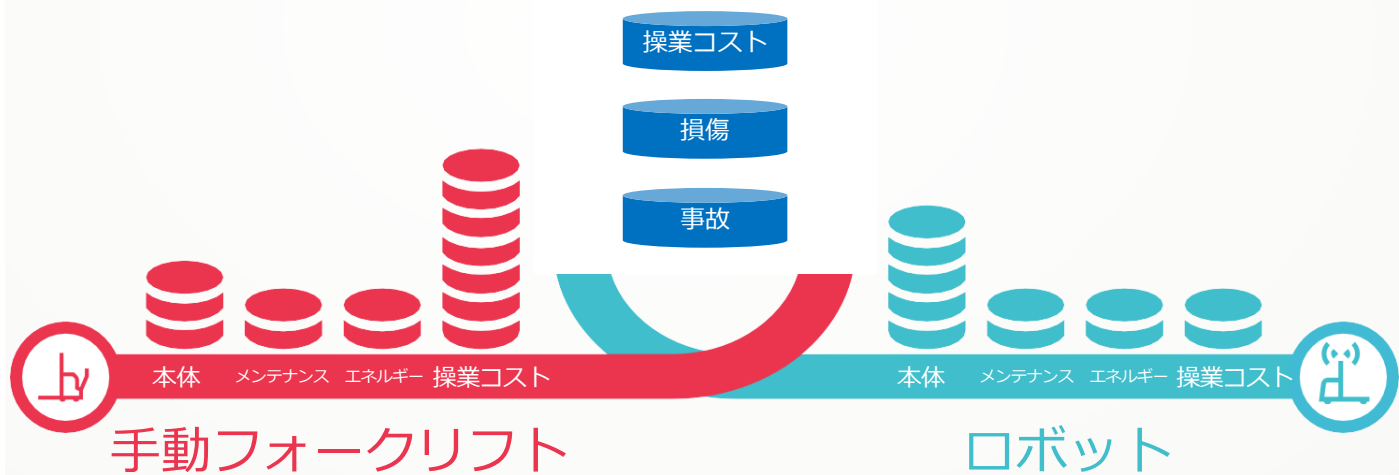 操業コスト
損傷
事故
本体 メンテナンス エネルギー 操業コスト
手動フォークリフト
本体 メンテナンス エネルギー 操業コスト
ロボット